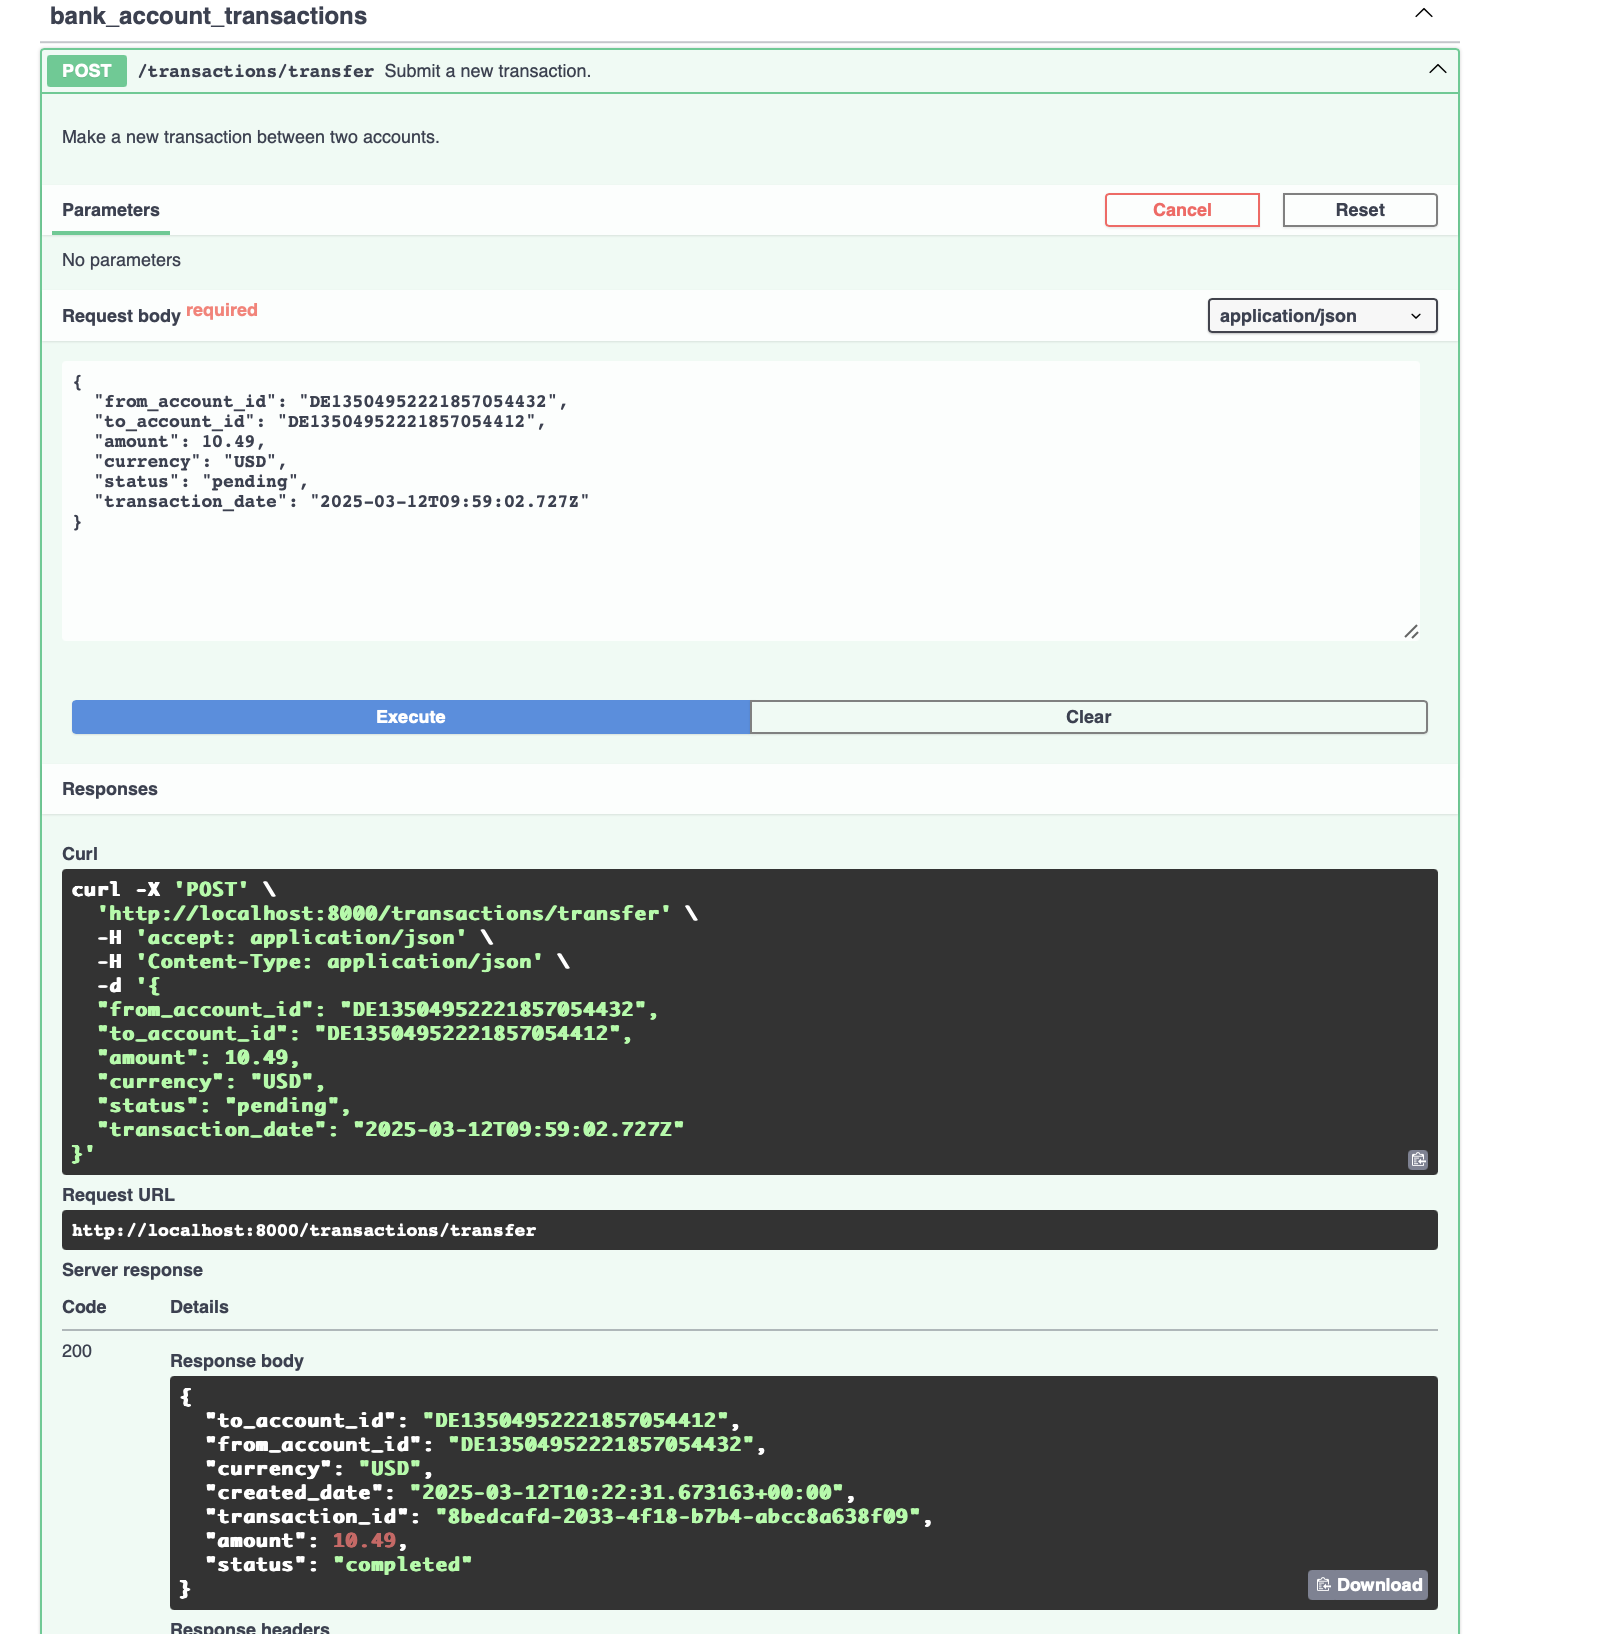 bank_account_transactions
POST /transactions/transfer Submit a new transaction.
Make a new transaction between two accounts.
Parameters
Cancel
Reset
No parameters
Request body required
application/json
{
  "from_account_id": "DE13504952221857054432",
  "to_account_id": "DE13504952221857054412",
  "amount": 10.49,
  "currency": "USD",
  "status": "pending",
  "transaction_date": "2025-03-12T09:59:02.727Z"
}
Execute
Clear
Responses
Curl
curl -X 'POST' \
  'http://localhost:8000/transactions/transfer' \
  -H 'accept: application/json' \
  -H 'Content-Type: application/json' \
  -d '{
  "from_account_id": "DE13504952221857054432",
  "to_account_id": "DE13504952221857054412",
  "amount": 10.49,
  "currency": "USD",
  "status": "pending",
  "transaction_date": "2025-03-12T09:59:02.727Z"
}'
Request URL
http://localhost:8000/transactions/transfer
Server response
Code Details
200
Response body
{
  "to_account_id": "DE13504952221857054412",
  "from_account_id": "DE13504952221857054432",
  "currency": "USD",
  "created_date": "2025-03-12T10:22:31.673163+00:00",
  "transaction_id": "8bedcafd-2033-4f18-b7b4-abcc8a638f09",
  "amount": 10.49,
  "status": "completed"
}
Download
Response headers